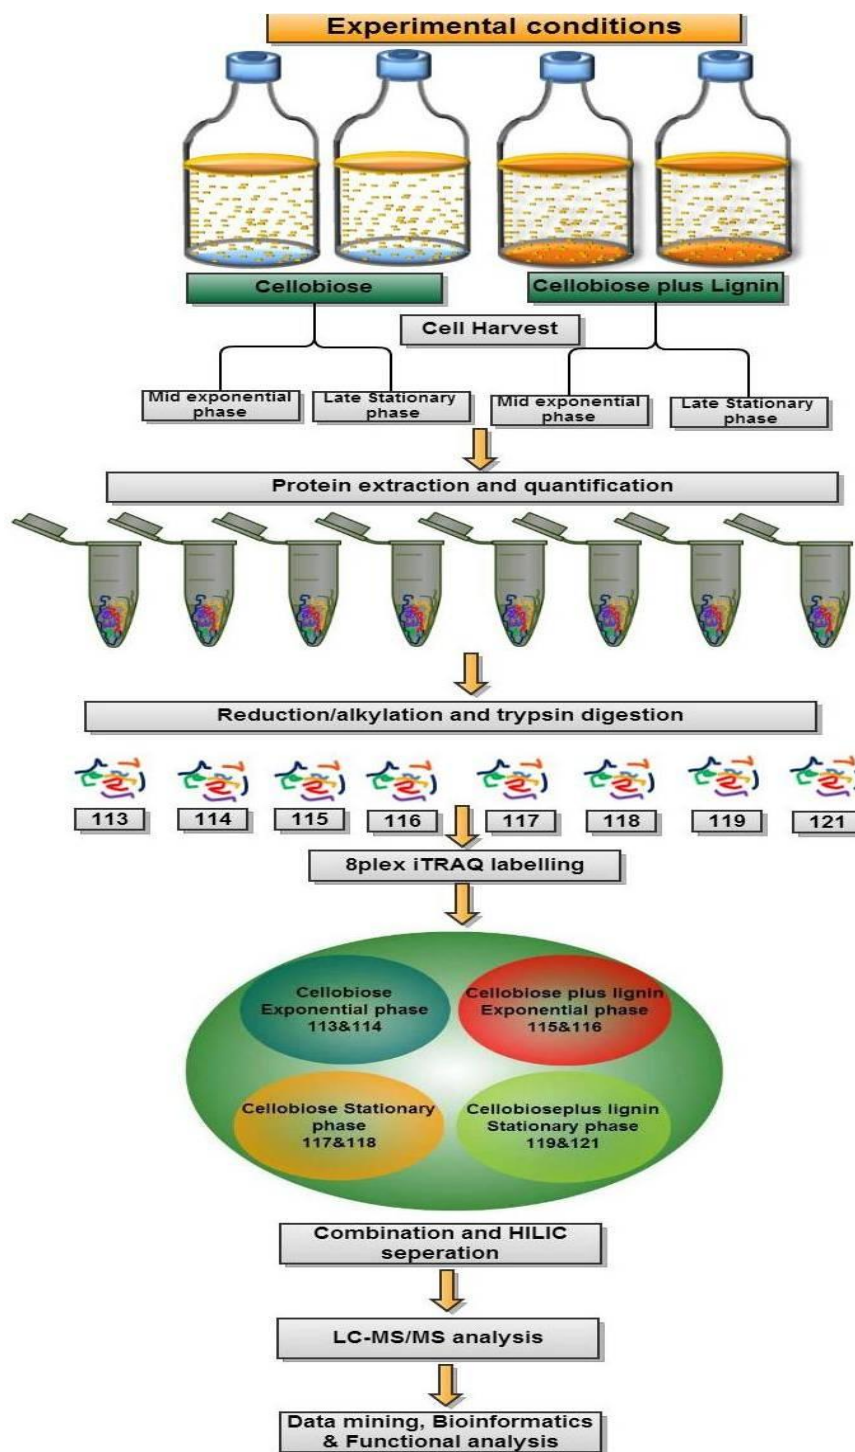 Experimental conditions
Cellobiose
Cellobiose plus Lignin
Cell Harvest
Mid exponential
phase
Late Stationary
phase
Mid exponential
phase
Late Stationary
phase
Protein extraction and quantification
Reduction/alkylation and trypsin digestion
113
114
115
116
117
118
119
121
8plex iTRAQ labelling
Cellobiose
Exponential phase
113&114
Cellobiose plus lignin
Exponential phase
115&116
Cellobiose Stationary
phase
117&118
Cellobioseplus lignin
Stationary phase
119&121
Combination and HILIC
seperation
LC-MS/MS analysis
Data mining, Bioinformatics
& Functional analysis